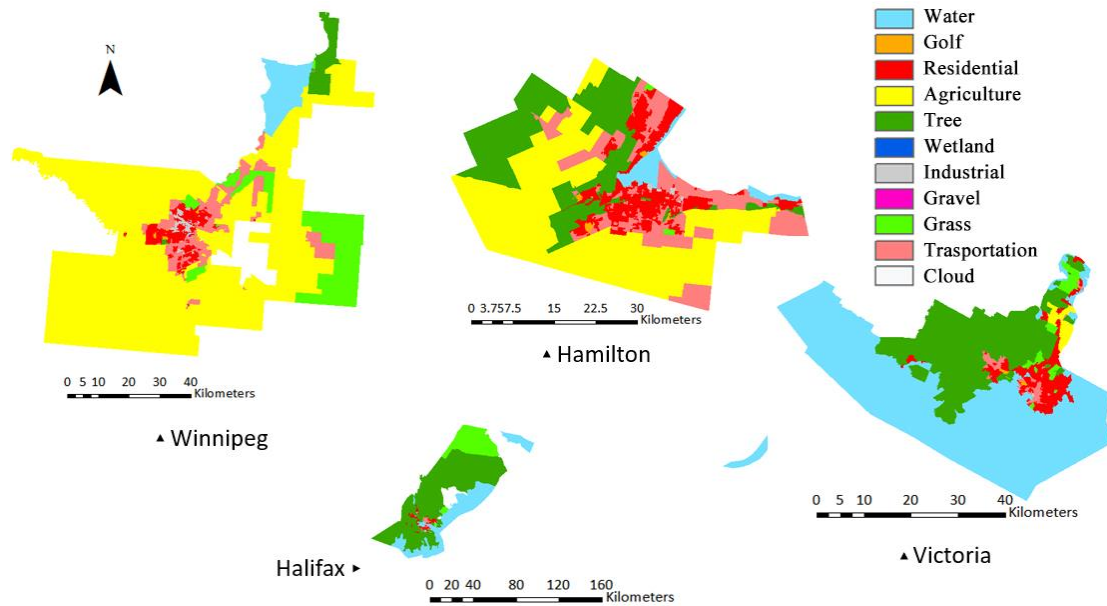 N
Water
Golf
Residential
Agriculture
Tree
Wetland
Industrial
Gravel
Grass
Trasportation
Cloud
0 3.757.5 15 22.5 30
Kilometers
▲ Hamilton
0 5 10 20 30 40
Kilometers
▲ Winnipeg
0 5 10 20 30 40
Kilometers
▲ Victoria
Halifax ►
0 20 40 80 120 160
Kilometers